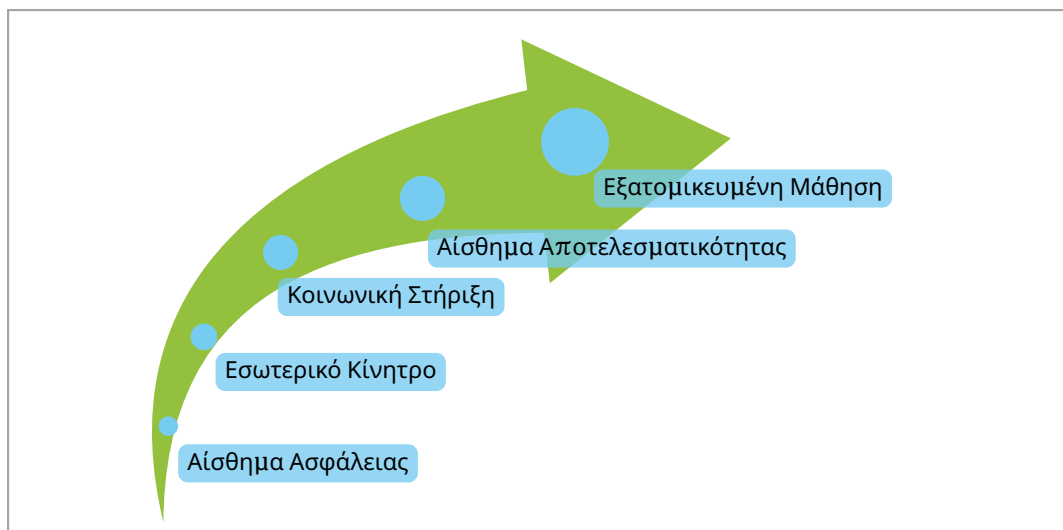 Εξατομικευμένη Μάθηση
Αίσθημα Αποτελεσματικότητας
Κοινωνική Στήριξη
Εσωτερικό Κίνητρο
Αίσθημα Ασφάλειας